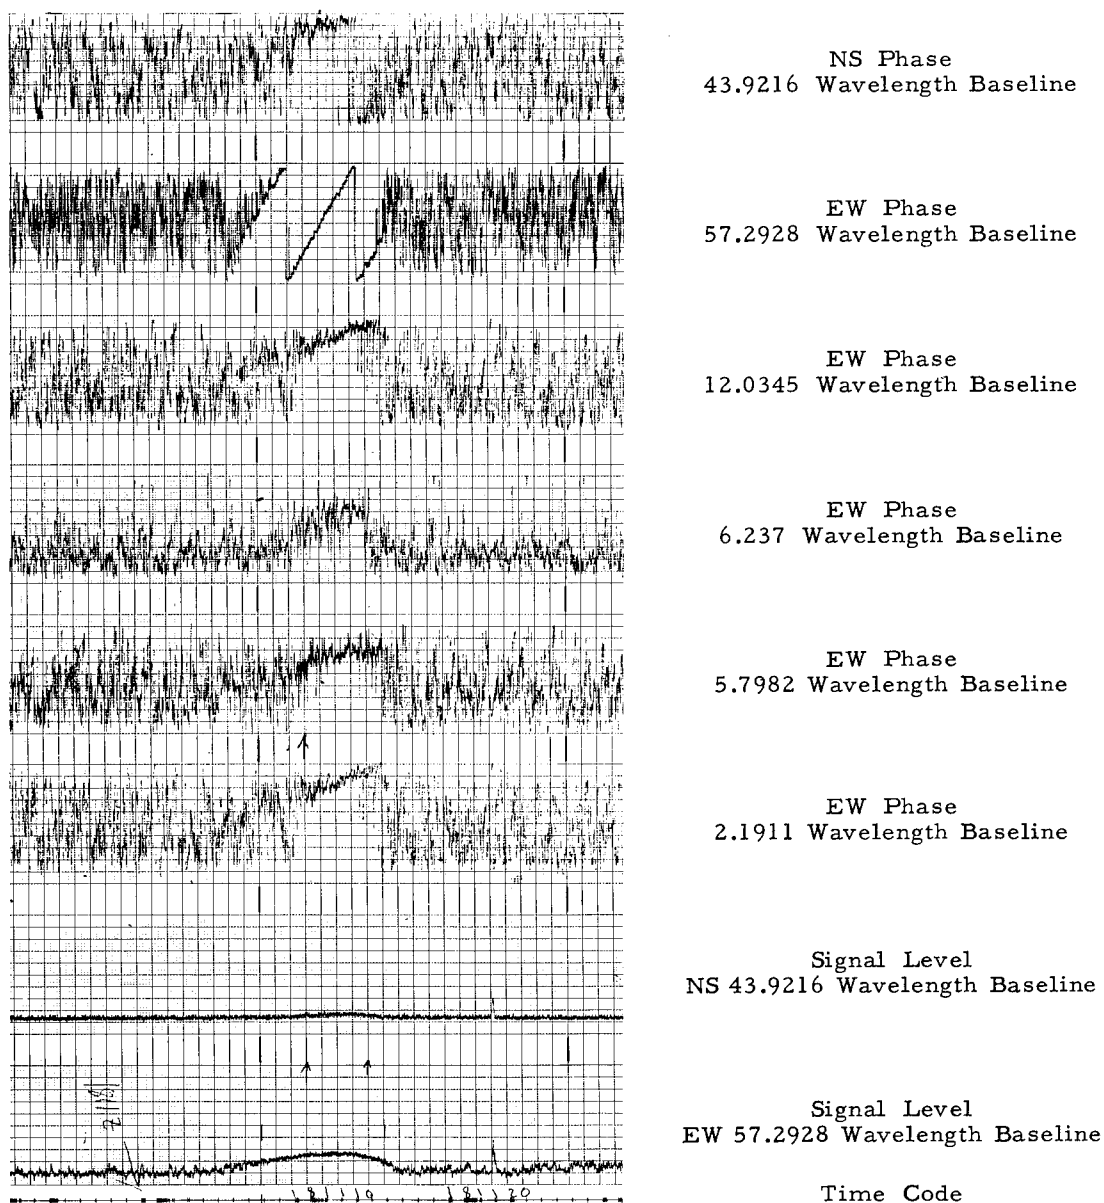 NS Phase
43.9216 Wavelength Baseline
EW Phase
57.2928 Wavelength Baseline
EW Phase
12.0345 Wavelength Baseline
EW Phase
6.237 Wavelength Baseline
EW Phase
5.7982 Wavelength Baseline
EW Phase
2.1911 Wavelength Baseline
Signal Level
NS 43.9216 Wavelength Baseline
Signal Level
EW 57.2928 Wavelength Baseline
Time Code
181119 181120